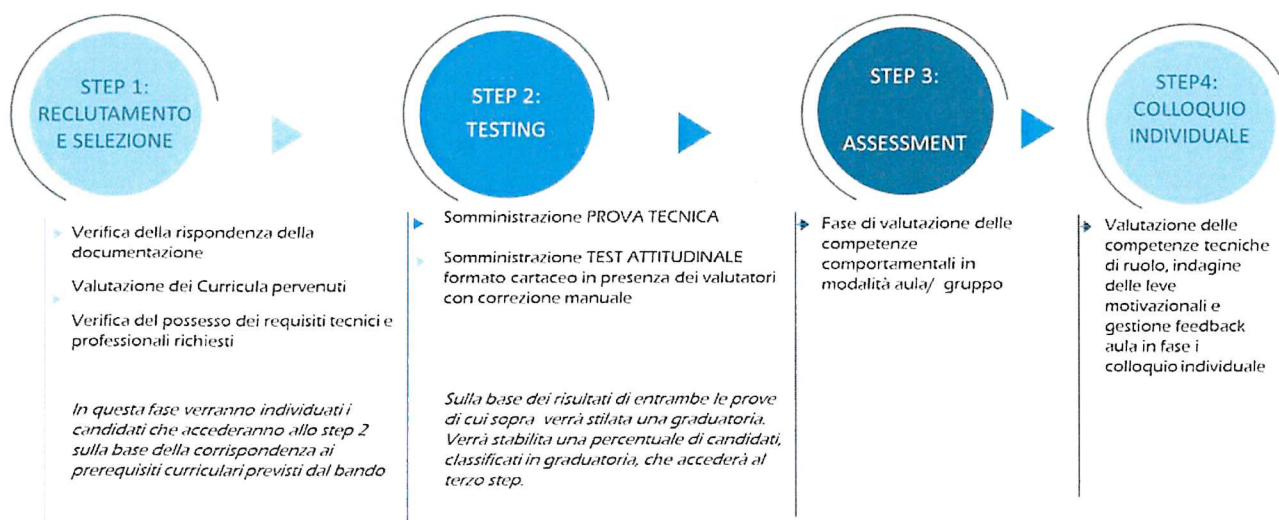 STEP 1:
RECLUTAMENTO
E SELEZIONE
STEP 2:
TESTING
STEP 3:
ASSESSMENT
STEP4:
COLLOQUIO
INDIVIDUALE
Verifica della rispondenza della
documentazione
Valutazione dei Curricula pervenuti
Verifica del possesso dei requisiti tecnici e
professionali richiesti
In questa fase verranno individuati i
candidati che accederanno allo step 2
sulla base della corrispondenza ai
prerequisiti curriculari previsti dal bando
Somministrazione PROVA TECNICA
Somministrazione TEST ATTITUDINALE
formato cartaceo in presenza dei valutatori
con correzione manuale
Sulla base dei risultati di entrambe le prove
di cui sopra verrà stilata una graduatoria.
Verrà stabilita una percentuale di candidati,
classificati in graduatoria, che accederà al
terzo step.
Fase di valutazione delle
competenze
comportamentali in
modalità aula/ gruppo
Valutazione delle
competenze tecniche
di ruolo, indagine
delle leve
motivazionali e
gestione feedback
aula in fase i
colloquio individuale